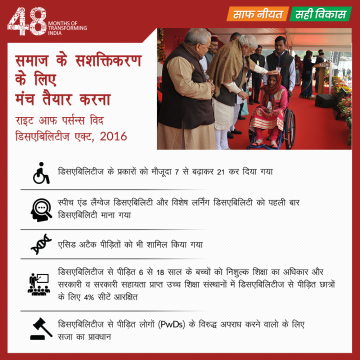 48 MONTHS OF
TRANSFORMING
INDIA
साफ नीयत सही विकास
समाज के सशक्तिकरण
के लिए
मंच तैयार करना
राइट आफ पर्सन्स विद
डिसएबिलिटीज एक्ट, 2016
डिसएबिलिटीज के प्रकारों को मौजूदा 7 से बढ़ाकर 21 कर दिया गया
स्पीच एंड लैंग्वेज डिसएबिलिटी और विशेष लर्निंग डिसएबिलिटी को पहली बार
डिसएबिलिटी माना गया
एसिड अटैक पीड़ितों को भी शामिल किया गया
डिसएबिलिटीज से पीड़ित 6 से 18 साल के बच्चों को निशुल्क शिक्षा का अधिकार और
सरकारी व सरकारी सहायता प्राप्त उच्च शिक्षा संस्थानों में डिसएबिलिटीज से पीड़ित छात्रों
के लिए 4% सीटें आरक्षित
डिसएबिलिटीज से पीड़ित लोगों (PwDs) के विरुद्ध अपराध करने वालो के लिए
सजा का प्रावधान